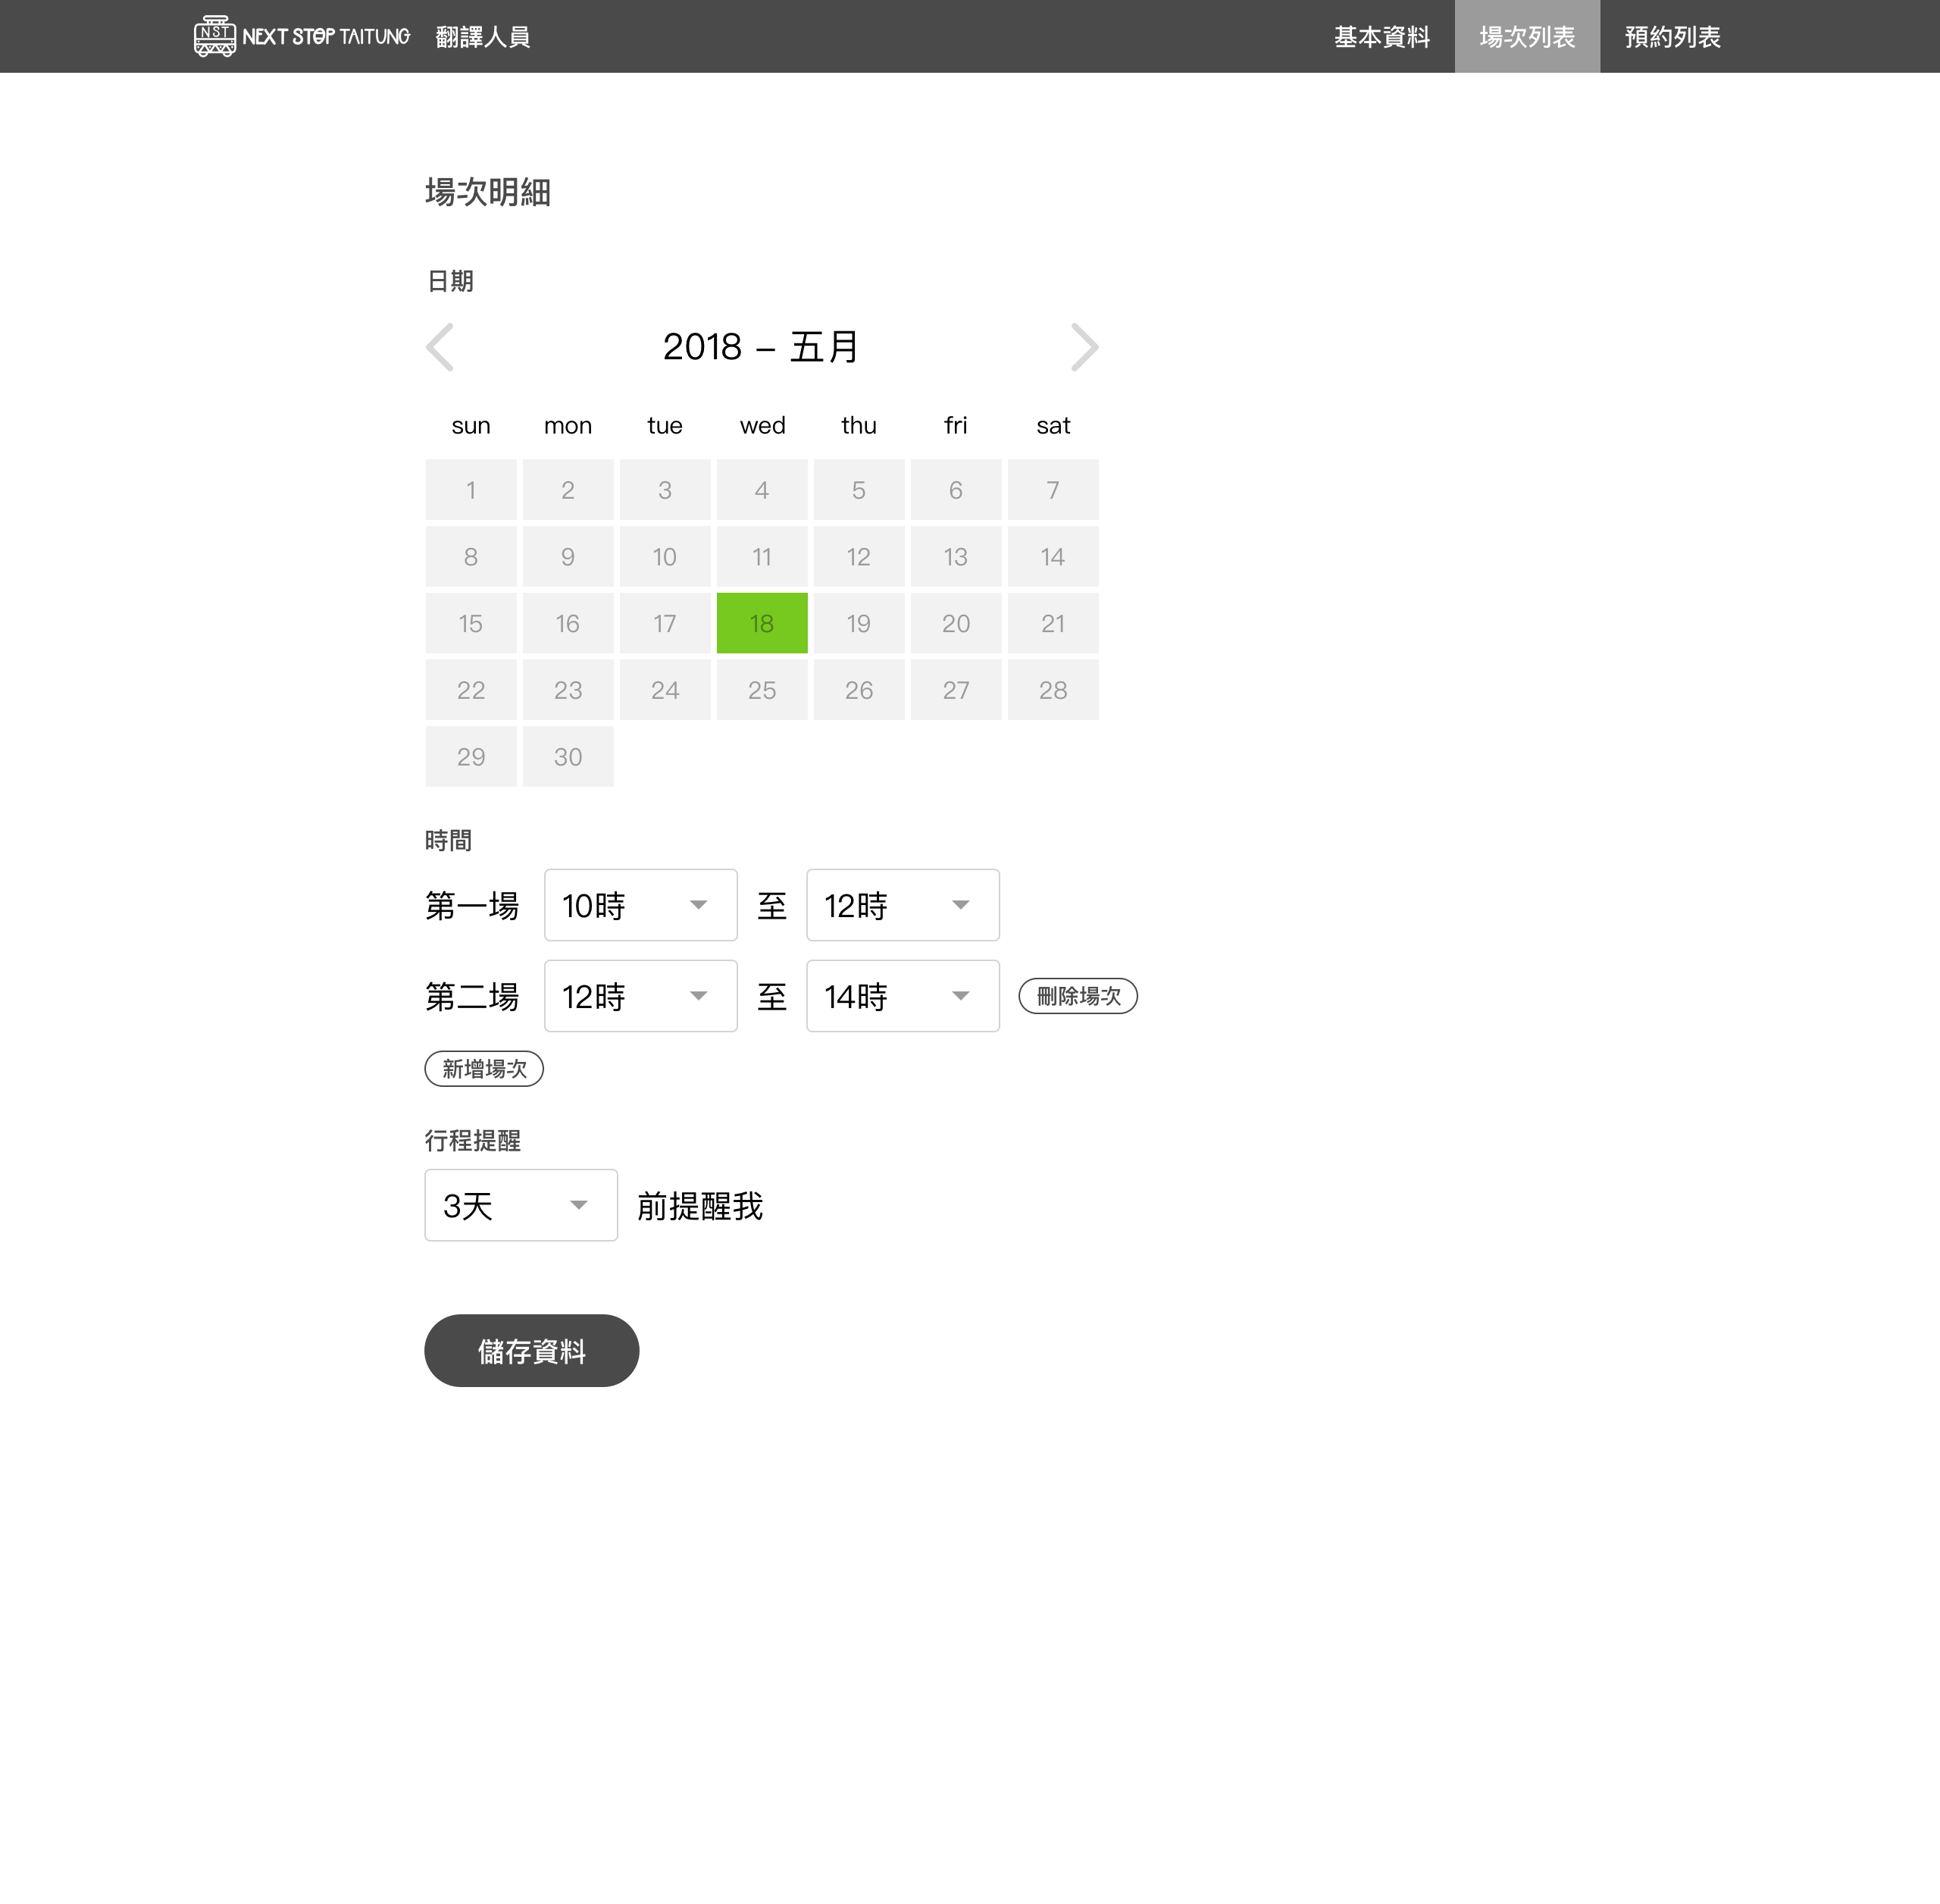 NST NEXT STOP TAITUNG 翻譯人員 基本資料 場次列表 預約列表
場次明細
日期
2018 – 五月
sun mon tue wed thu fri sat
1 2 3 4 5 6 7
8 9 10 11 12 13 14
15 16 17 18 19 20 21
22 23 24 25 26 27 28
29 30
時間
第一場 10時 至 12時
第二場 12時 至 14時 刪除場次
新增場次
行程提醒
3天 前提醒我
儲存資料